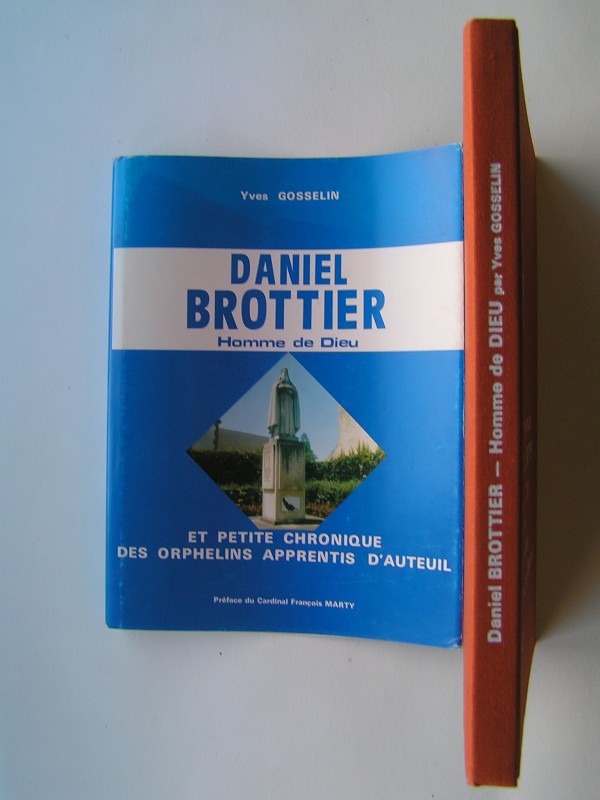 Yves GOSSELIN
DANIEL
BROTTIER
Homme de Dieu
ET PETITE CHRONIQUE
DES ORPHELINS APPRENTIS D'AUTEUIL
Préface du Cardinal François MARTY
Daniel BROTTIER — Homme de DIEU par Yves GOSSELIN